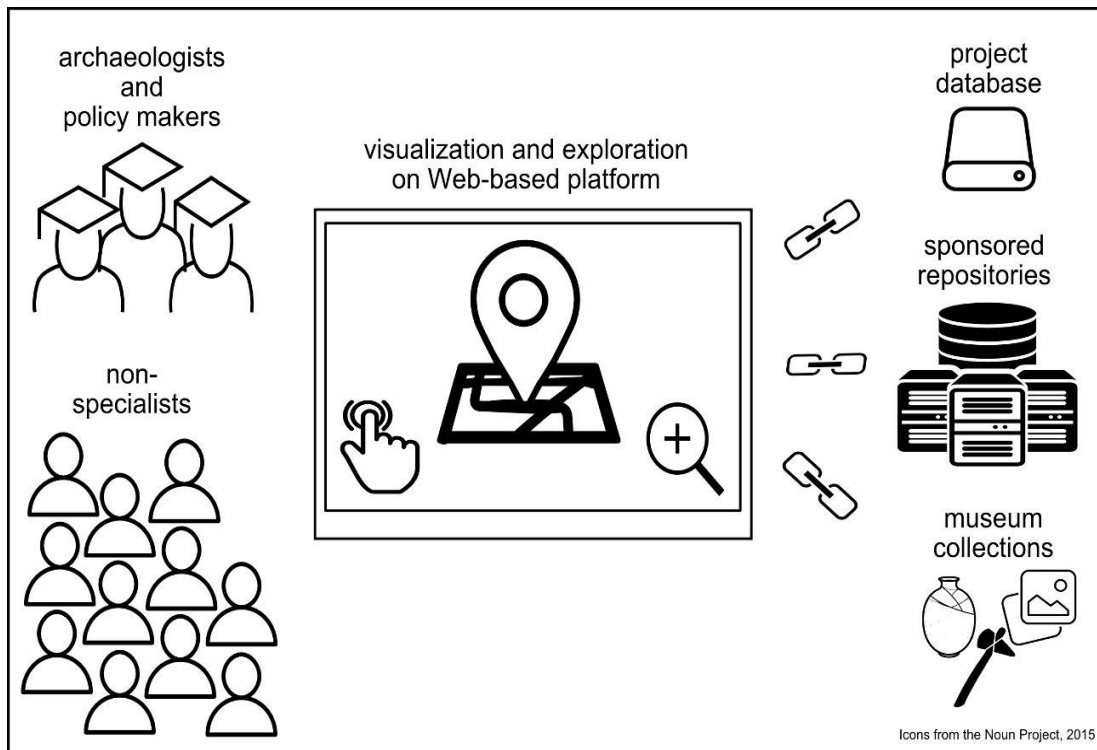 archaeologists
and
policy makers
non-
specialists
visualization and exploration
on Web-based platform
project
database
sponsored
repositories
museum
collections
Icons from the Noun Project, 2015